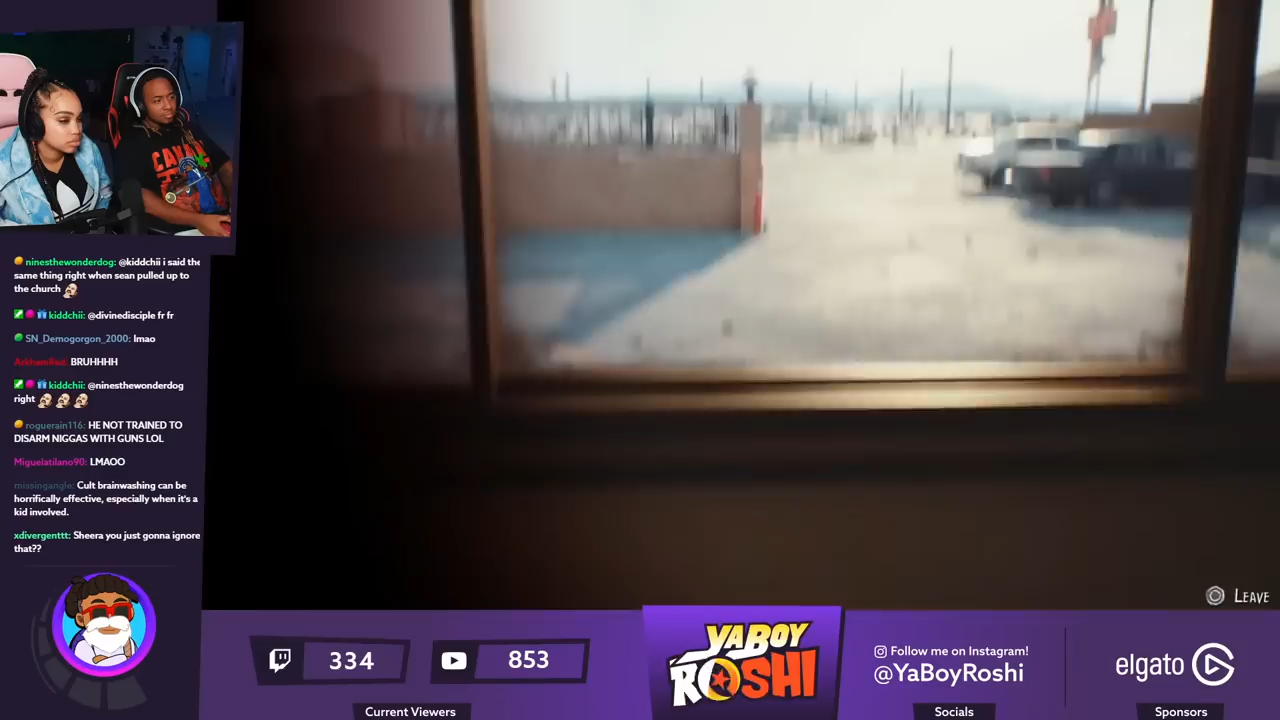 ninesthewonderdog: @kiddchii i said the
same thing right when sean pulled up to
the church
kiddchii: @divinedisciple fr fr
SN_Demogorgon_2000: lmao
ArkhamRed: BRUHHHH
kiddchii: @ninesthewonderdog
right
roguerain116: HE NOT TRAINED TO
DISARM NIGGAS WITH GUNS LOL
Miguelatilano90: LMAOO
missingangle: Cult brainwashing can be
horrifically effective, especially when it's a
kid involved.
xdivergenttt: Sheera you just gonna ignore
that??
LEAVE
334
853
Current Viewers
YABOY
ROSHI
Follow me on Instagram!
@YaBoyRoshi
Socials
elgato
Sponsors